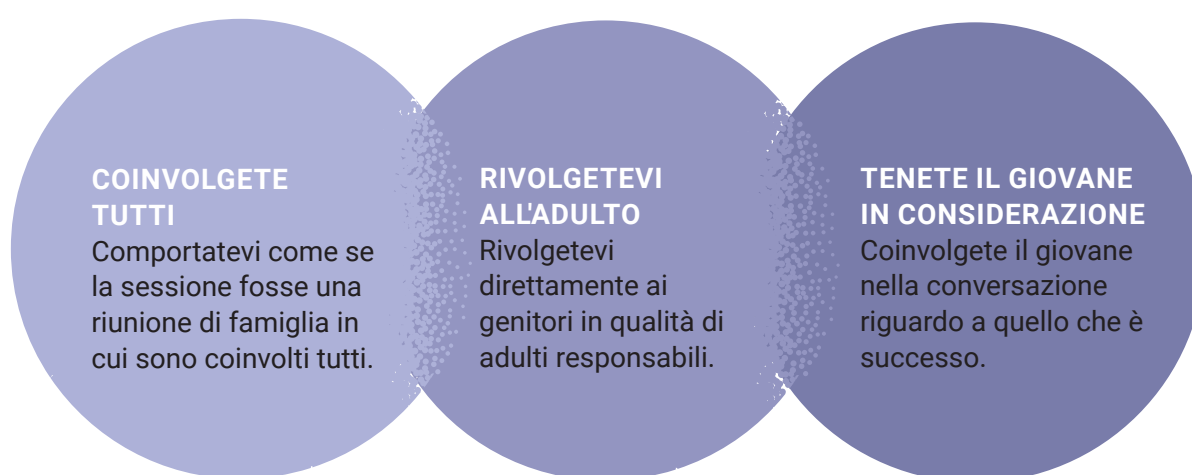 COINVOLGETE
TUTTI
Comportatevi come se
la sessione fosse una
riunione di famiglia in
cui sono coinvolti tutti.
RIVOLGETEVI
ALL'ADULTO
Rivolgetevi
direttamente ai
genitori in qualità di
adulti responsabili.
TENETE IL GIOVANE
IN CONSIDERAZIONE
Coinvolgete il giovane
nella conversazione
riguardo a quello che è
successo.